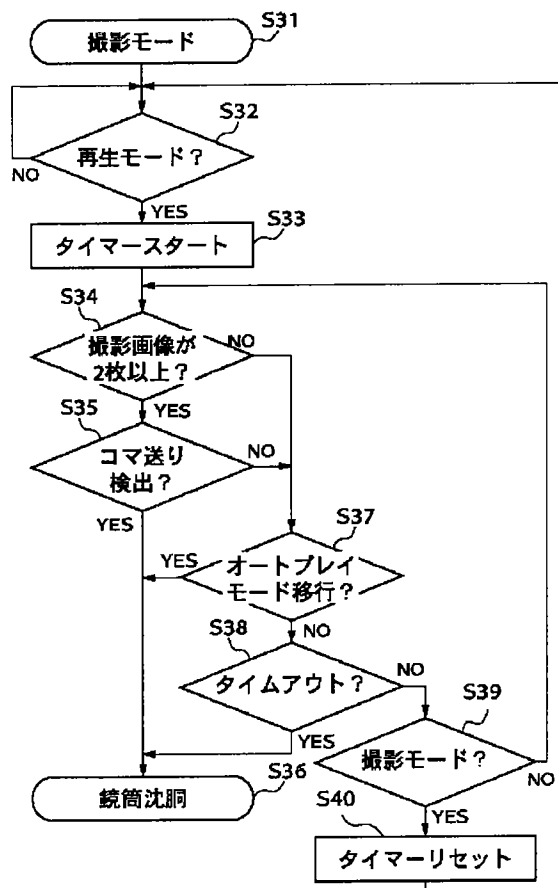 S31
撮影モード
S32
再生モード？
NO
YES
S33
タイマースタート
S34
撮影画像が
2枚以上？
NO
YES
S35
コマ送り
検出？
NO
YES
S37
オートプレイ
モード移行？
YES
NO
S38
タイムアウト？
NO
YES
S39
撮影モード？
NO
YES
S36
鏡筒沈胴
S40
タイマーリセット